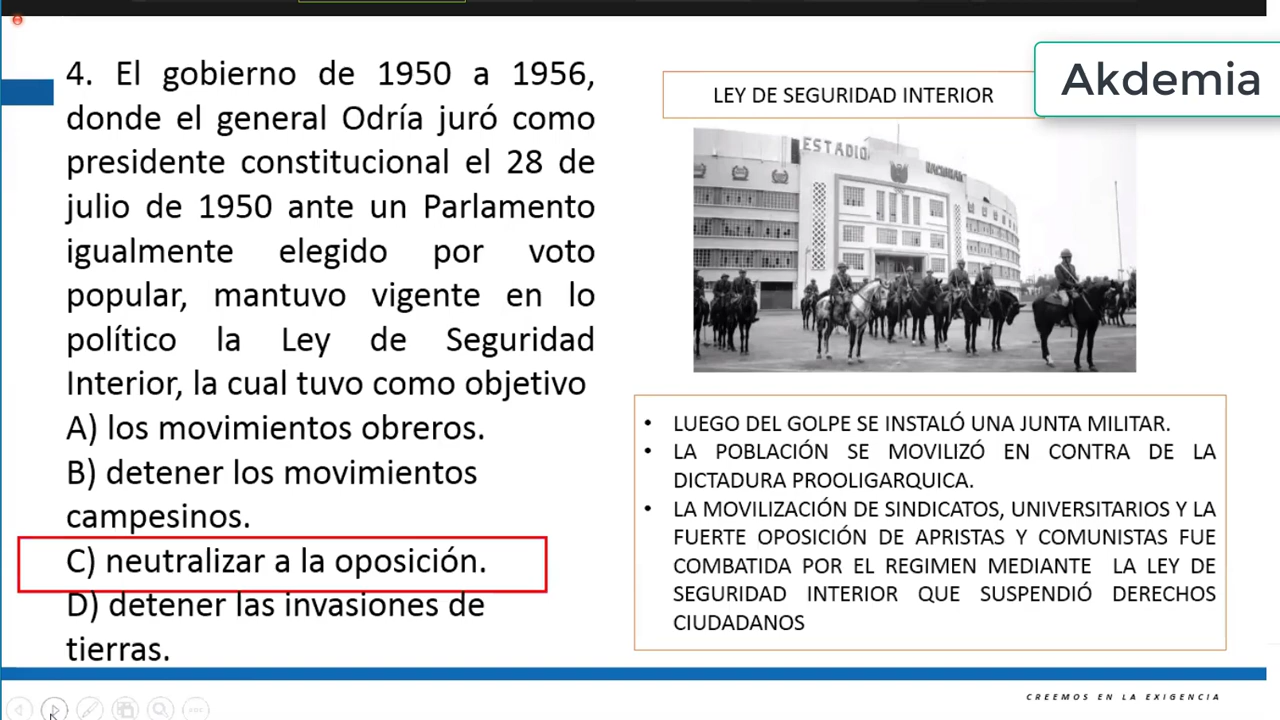 4. El gobierno de 1950 a 1956,
donde el general Odría juró como
presidente constitucional el 28 de
julio de 1950 ante un Parlamento
igualmente elegido por voto
popular, mantuvo vigente en lo
político la Ley de Seguridad
Interior, la cual tuvo como objetivo
A) los movimientos obreros.
B) detener los movimientos
campesinos.
C) neutralizar a la oposición.
D) detener las invasiones de
tierras.
LEY DE SEGURIDAD INTERIOR
Akdemia
ESTADIO
NACIONAL
• LUEGO DEL GOLPE SE INSTALÓ UNA JUNTA MILITAR.
• LA POBLACIÓN SE MOVILIZÓ EN CONTRA DE LA
DICTADURA PROOLIGARQUICA.
• LA MOVILIZACIÓN DE SINDICATOS, UNIVERSITARIOS Y LA
FUERTE OPOSICIÓN DE APRISTAS Y COMUNISTAS FUE
COMBATIDA POR EL REGIMEN MEDIANTE LA LEY DE
SEGURIDAD INTERIOR QUE SUSPENDIÓ DERECHOS
CIUDADANOS
CREEMOS EN LA EXIGENCIA